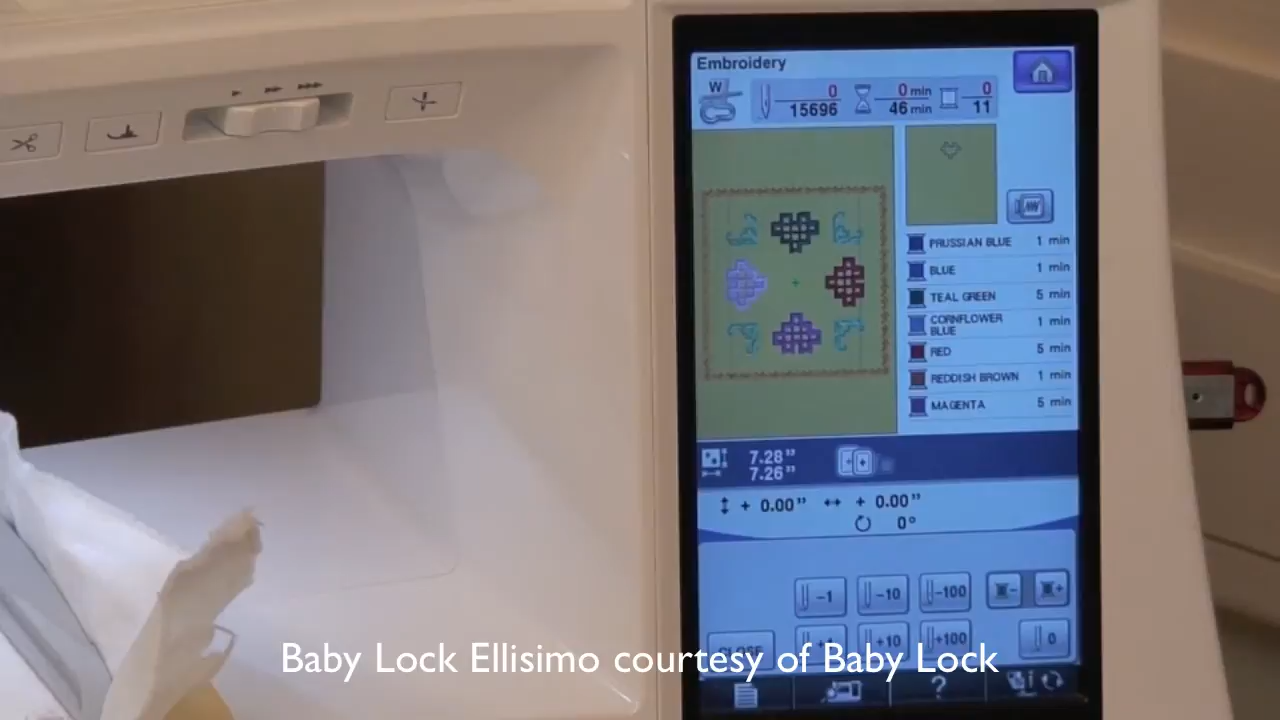 Embroidery
W
0
15696
0 min
46 min
0
11
PRUSSIAN BLUE 1 min
BLUE 1 min
TEAL GREEN 5 min
CORNFLOWER
BLUE 1 min
RED 5 min
REDDISH BROWN 1 min
MAGENTA 5 min
7.28"
7.26"
+ 0.00" + 0.00"
0°
-1 -10 -100 - +
CLOSE +1 +10 +100 0
Baby Lock Ellisimo courtesy of Baby Lock
?